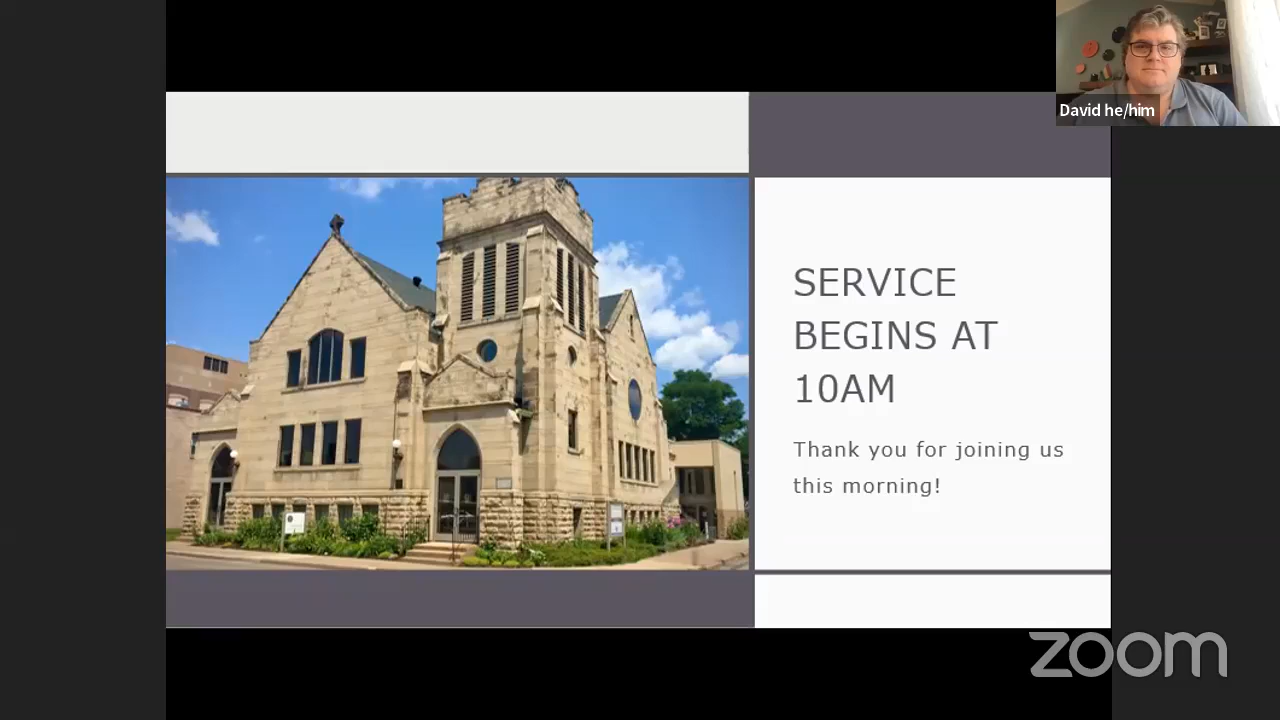 David he/him
SERVICE
BEGINS AT
10AM
Thank you for joining us
this morning!
zoom